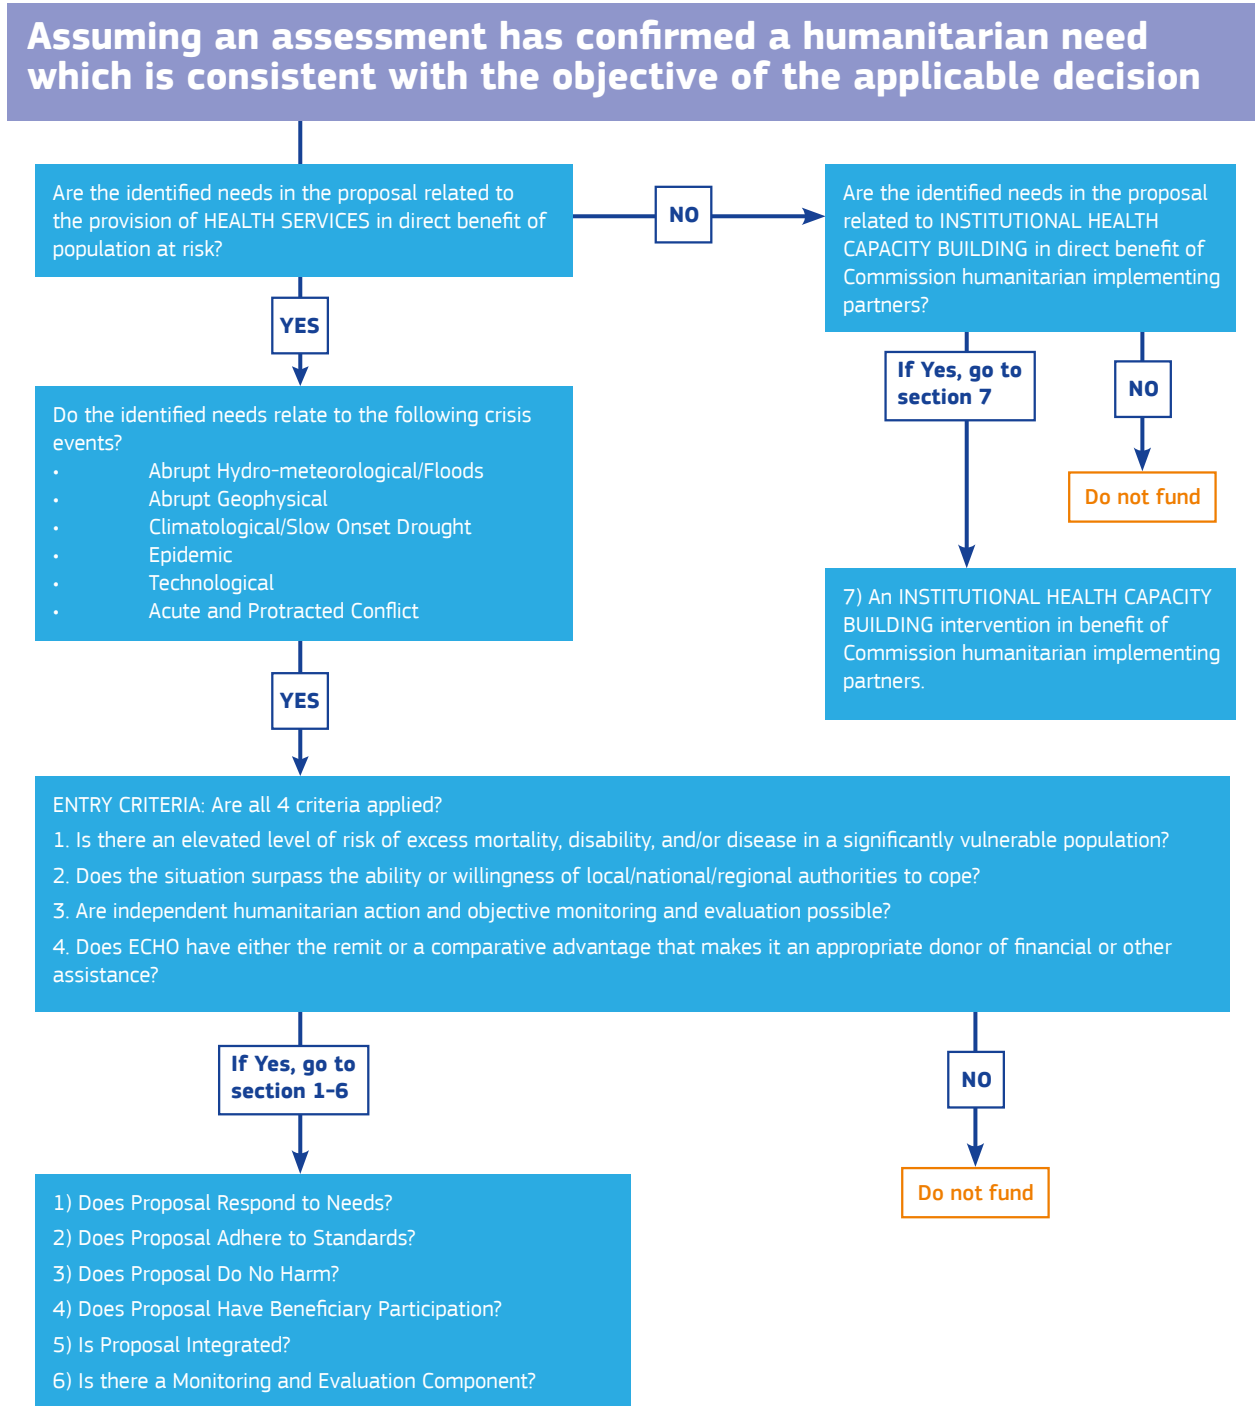 Assuming an assessment has confirmed a humanitarian need
which is consistent with the objective of the applicable decision
Are the identified needs in the proposal related to
the provision of HEALTH SERVICES in direct benefit of
population at risk?
NO
Are the identified needs in the proposal
related to INSTITUTIONAL HEALTH
CAPACITY BUILDING in direct benefit of
Commission humanitarian implementing
partners?
YES
If Yes, go to
section 7
NO
Do not fund
Do the identified needs relate to the following crisis
events?
• Abrupt Hydro-meteorological/Floods
• Abrupt Geophysical
• Climatological/Slow Onset Drought
• Epidemic
• Technological
• Acute and Protracted Conflict
7) An INSTITUTIONAL HEALTH CAPACITY
BUILDING intervention in benefit of
Commission humanitarian implementing
partners.
YES
ENTRY CRITERIA: Are all 4 criteria applied?
1. Is there an elevated level of risk of excess mortality, disability, and/or disease in a significantly vulnerable population?
2. Does the situation surpass the ability or willingness of local/national/regional authorities to cope?
3. Are independent humanitarian action and objective monitoring and evaluation possible?
4. Does ECHO have either the remit or a comparative advantage that makes it an appropriate donor of financial or other
assistance?
If Yes, go to
section 1-6
NO
Do not fund
1) Does Proposal Respond to Needs?
2) Does Proposal Adhere to Standards?
3) Does Proposal Do No Harm?
4) Does Proposal Have Beneficiary Participation?
5) Is Proposal Integrated?
6) Is there a Monitoring and Evaluation Component?